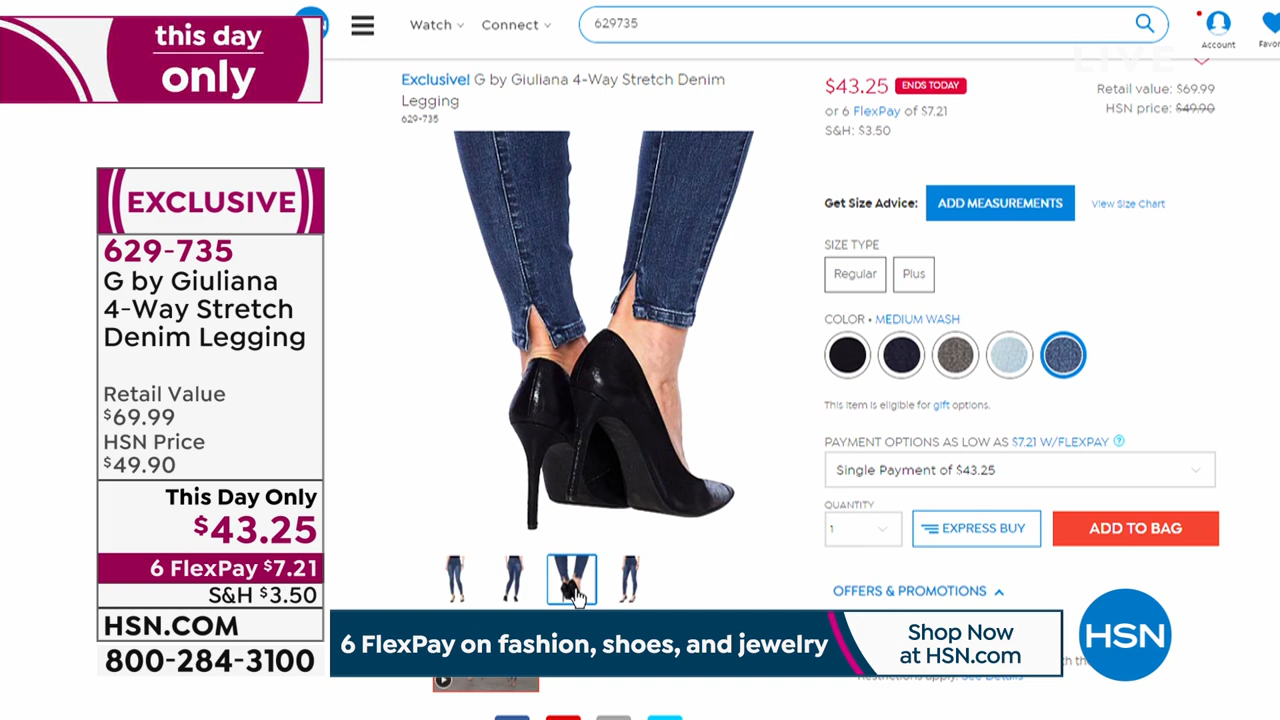 this day
only
EXCLUSIVE
629-735
G by Giuliana
4-Way Stretch
Denim Legging
Retail Value
$69.99
HSN Price
$49.90
This Day Only
$43.25
6 FlexPay $7.21
S&H $3.50
HSN.COM
800-284-3100
Watch
Connect
629735
Account
LIVE
Exclusive! G by Giuliana 4-Way Stretch Denim
Legging
629-735
$43.25 ENDS TODAY
or 6 FlexPay of $7.21
S&H: $3.50
Retail value: $69.99
HSN price: $49.90
Get Size Advice: ADD MEASUREMENTS View Size Chart
SIZE TYPE
Regular Plus
COLOR • MEDIUM WASH
This item is eligible for gift options.
PAYMENT OPTIONS AS LOW AS $7.21 W/FLEXPAY ?
Single Payment of $43.25
QUANTITY
1 EXPRESS BUY ADD TO BAG
OFFERS & PROMOTIONS
6 FlexPay on fashion, shoes, and jewelry
Shop Now
at HSN.com
HSN